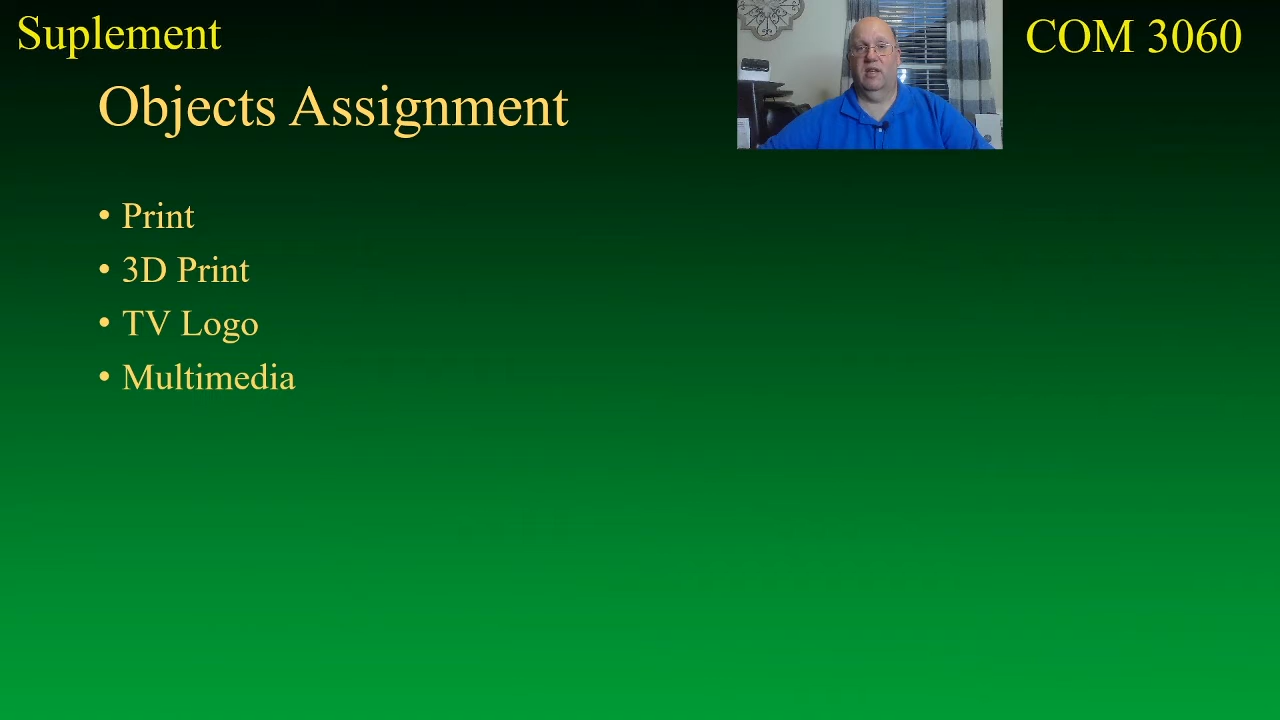 Suplement
COM 3060
Objects Assignment
• Print
• 3D Print
• TV Logo
• Multimedia